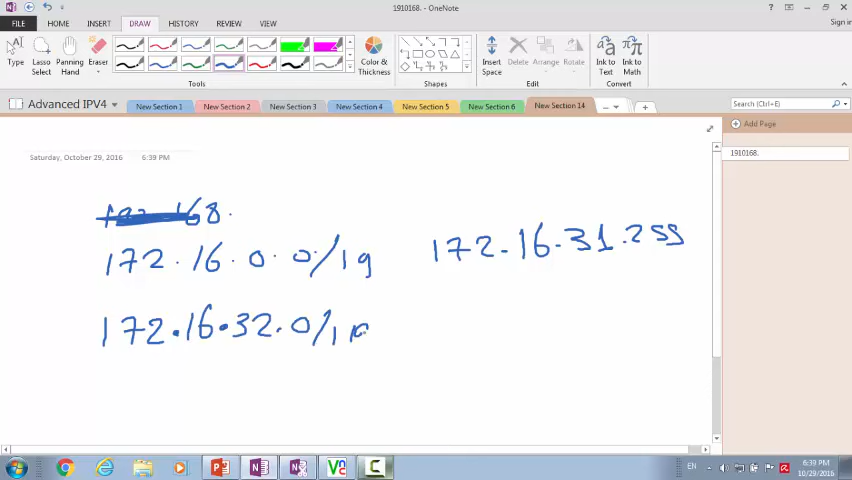 1910168. - OneNote
FILE HOME INSERT DRAW HISTORY REVIEW VIEW Sign in
Type Lasso Select Panning Hand Eraser Color & Thickness Insert Space Delete Arrange Rotate Ink to Text Ink to Math
Tools Shapes Edit Convert
Advanced IPV4 New Section 1 New Section 2 New Section 3 New Section 4 New Section 5 New Section 6 New Section 14 Search (Ctrl+E)
Add Page
1910168.
Saturday, October 29, 2016 6:39 PM
172.16.0.0/19
172.16.31.255
172.16.32.0/1
EN 6:39 PM
10/29/2016